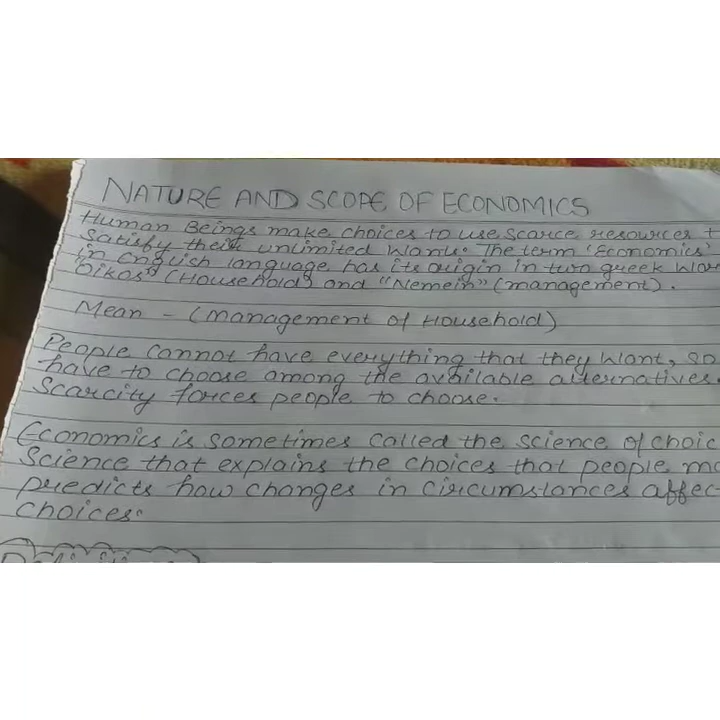 NATURE AND SCOPE OF ECONOMICS
Human Beings make choices to use scarce resources t
satisfy their unlimited wants. The term 'Economics'
in english language has its origin in two greek wor
"Oikos" (Household) and "Nemein" (management).
Mean - (management of Household)
People cannot have everything that they want, so
have to choose among the available alternatives.
Scarcity forces people to choose.
Economics is sometimes called the science of choic
Science that explains the choices that people ma
predicts how changes in circumstances affec
choices.